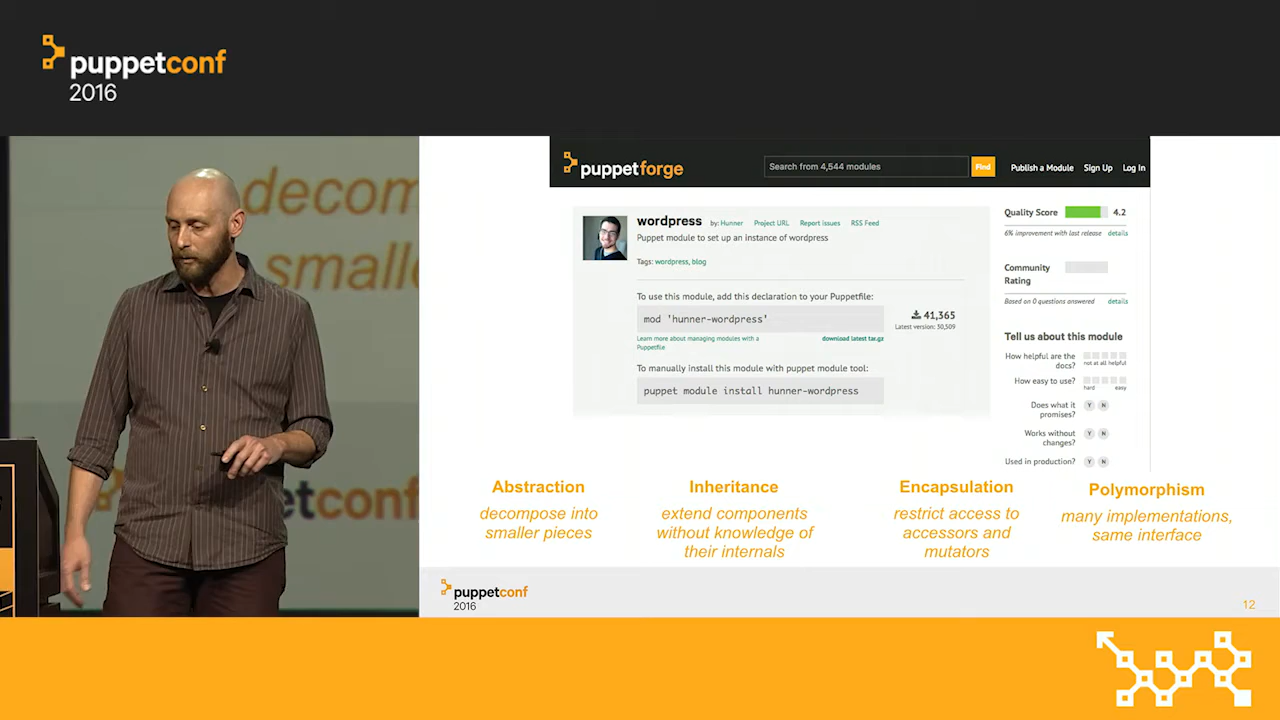 puppetconf
2016
decom
smalle
etconf
puppetforge
Search from 4,544 modules
Find
Publish a Module
Sign Up
Log In
wordpress
by: Hunner
Project URL
Report issues
RSS Feed
Puppet module to set up an instance of wordpress
Tags: wordpress, blog
To use this module, add this declaration to your Puppetfile:
mod 'hunner-wordpress'
Learn more about managing modules with a
Puppetfile
download latest tar.gz
41,365
Latest version: 30,509
To manually install this module with puppet module tool:
puppet module install hunner-wordpress
Quality Score
4.2
6% improvement with last release
details
Community
Rating
Based on 0 questions answered
details
Tell us about this module
How helpful are the
docs?
not at all helpful
How easy to use?
hard easy
Does what it
promises?
Y N
Works without
changes?
Y N
Used in production?
Y N
Abstraction
decompose into
smaller pieces
Inheritance
extend components
without knowledge of
their internals
Encapsulation
restrict access to
accessors and
mutators
Polymorphism
many implementations,
same interface
puppetconf
2016
12